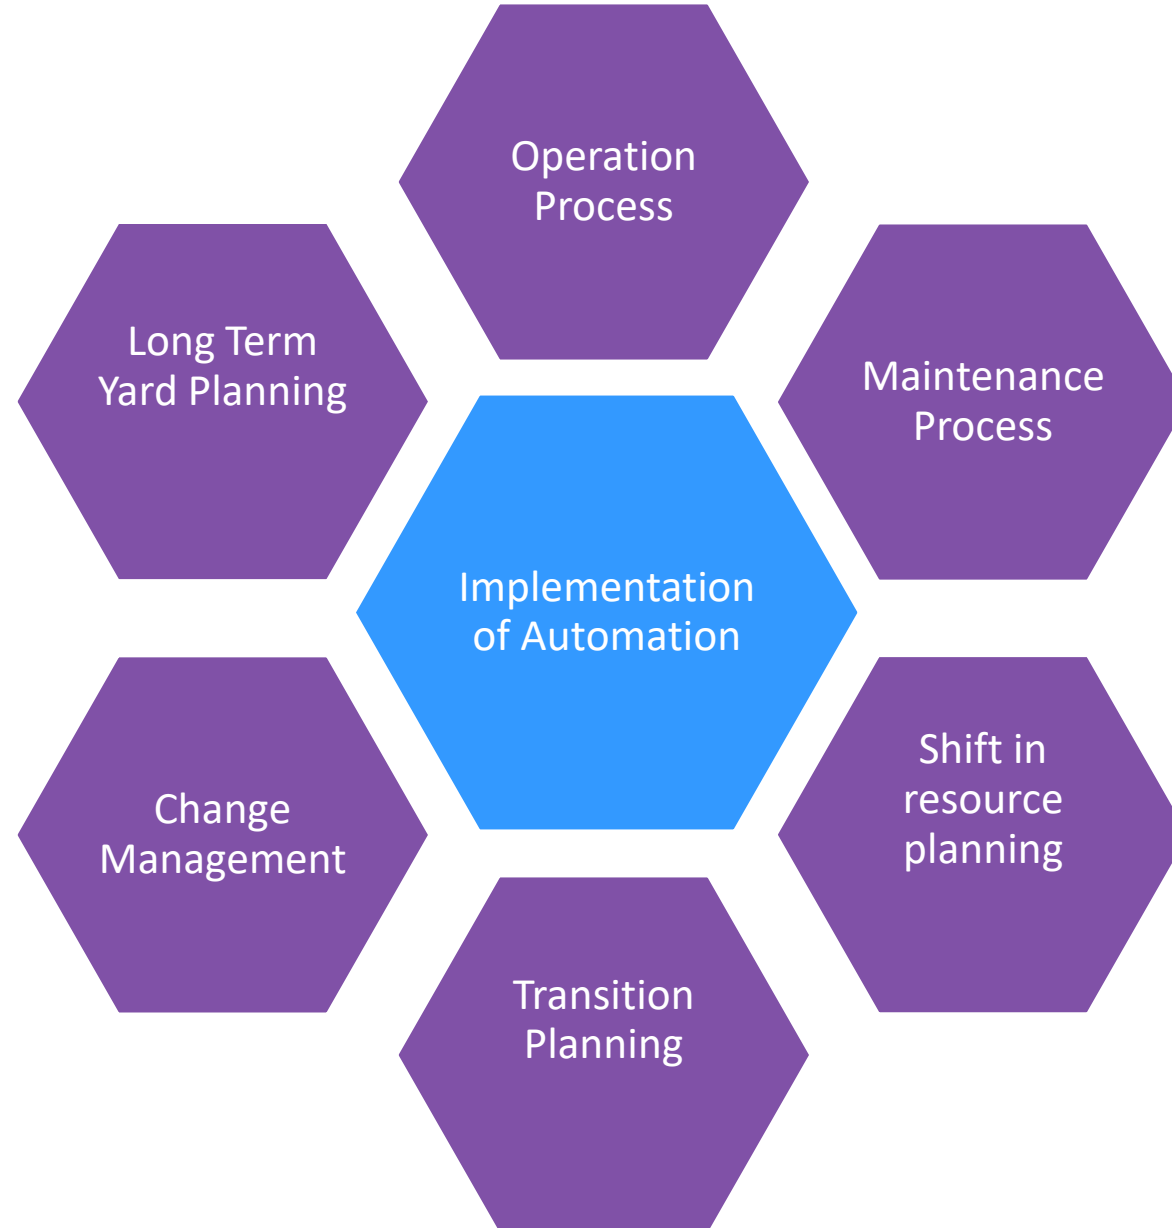 Operation
Process
Long Term
Yard Planning
Maintenance
Process
Implementation
of Automation
Change
Management
Shift in
resource
planning
Transition
Planning